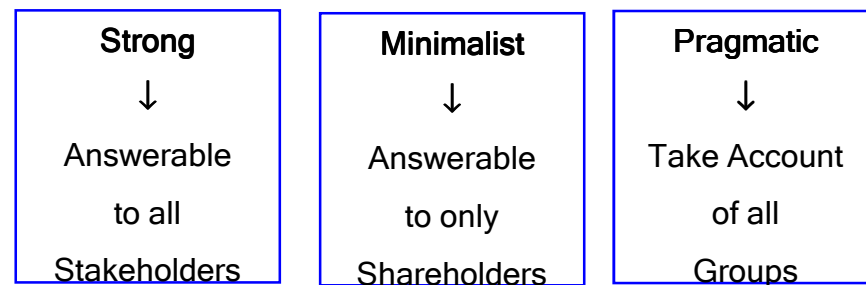 Strong
↓
Answerable
to all
Stakeholders
Minimalist
↓
Answerable
to only
Shareholders
Pragmatic
↓
Take Account
of all
Groups